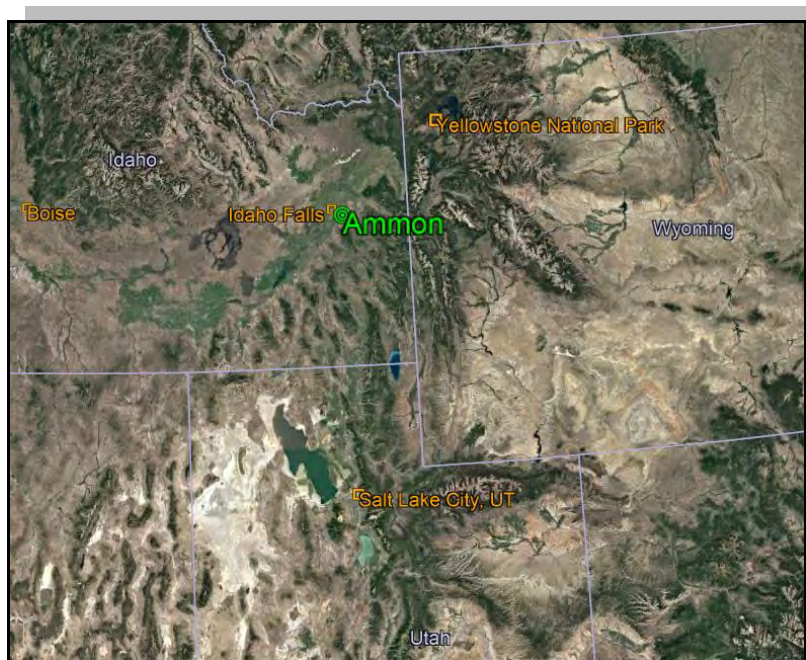 Yellowstone National Park
Idaho
Boise
Idaho Falls
Ammon
Wyoming
Salt Lake City, UT
Utah